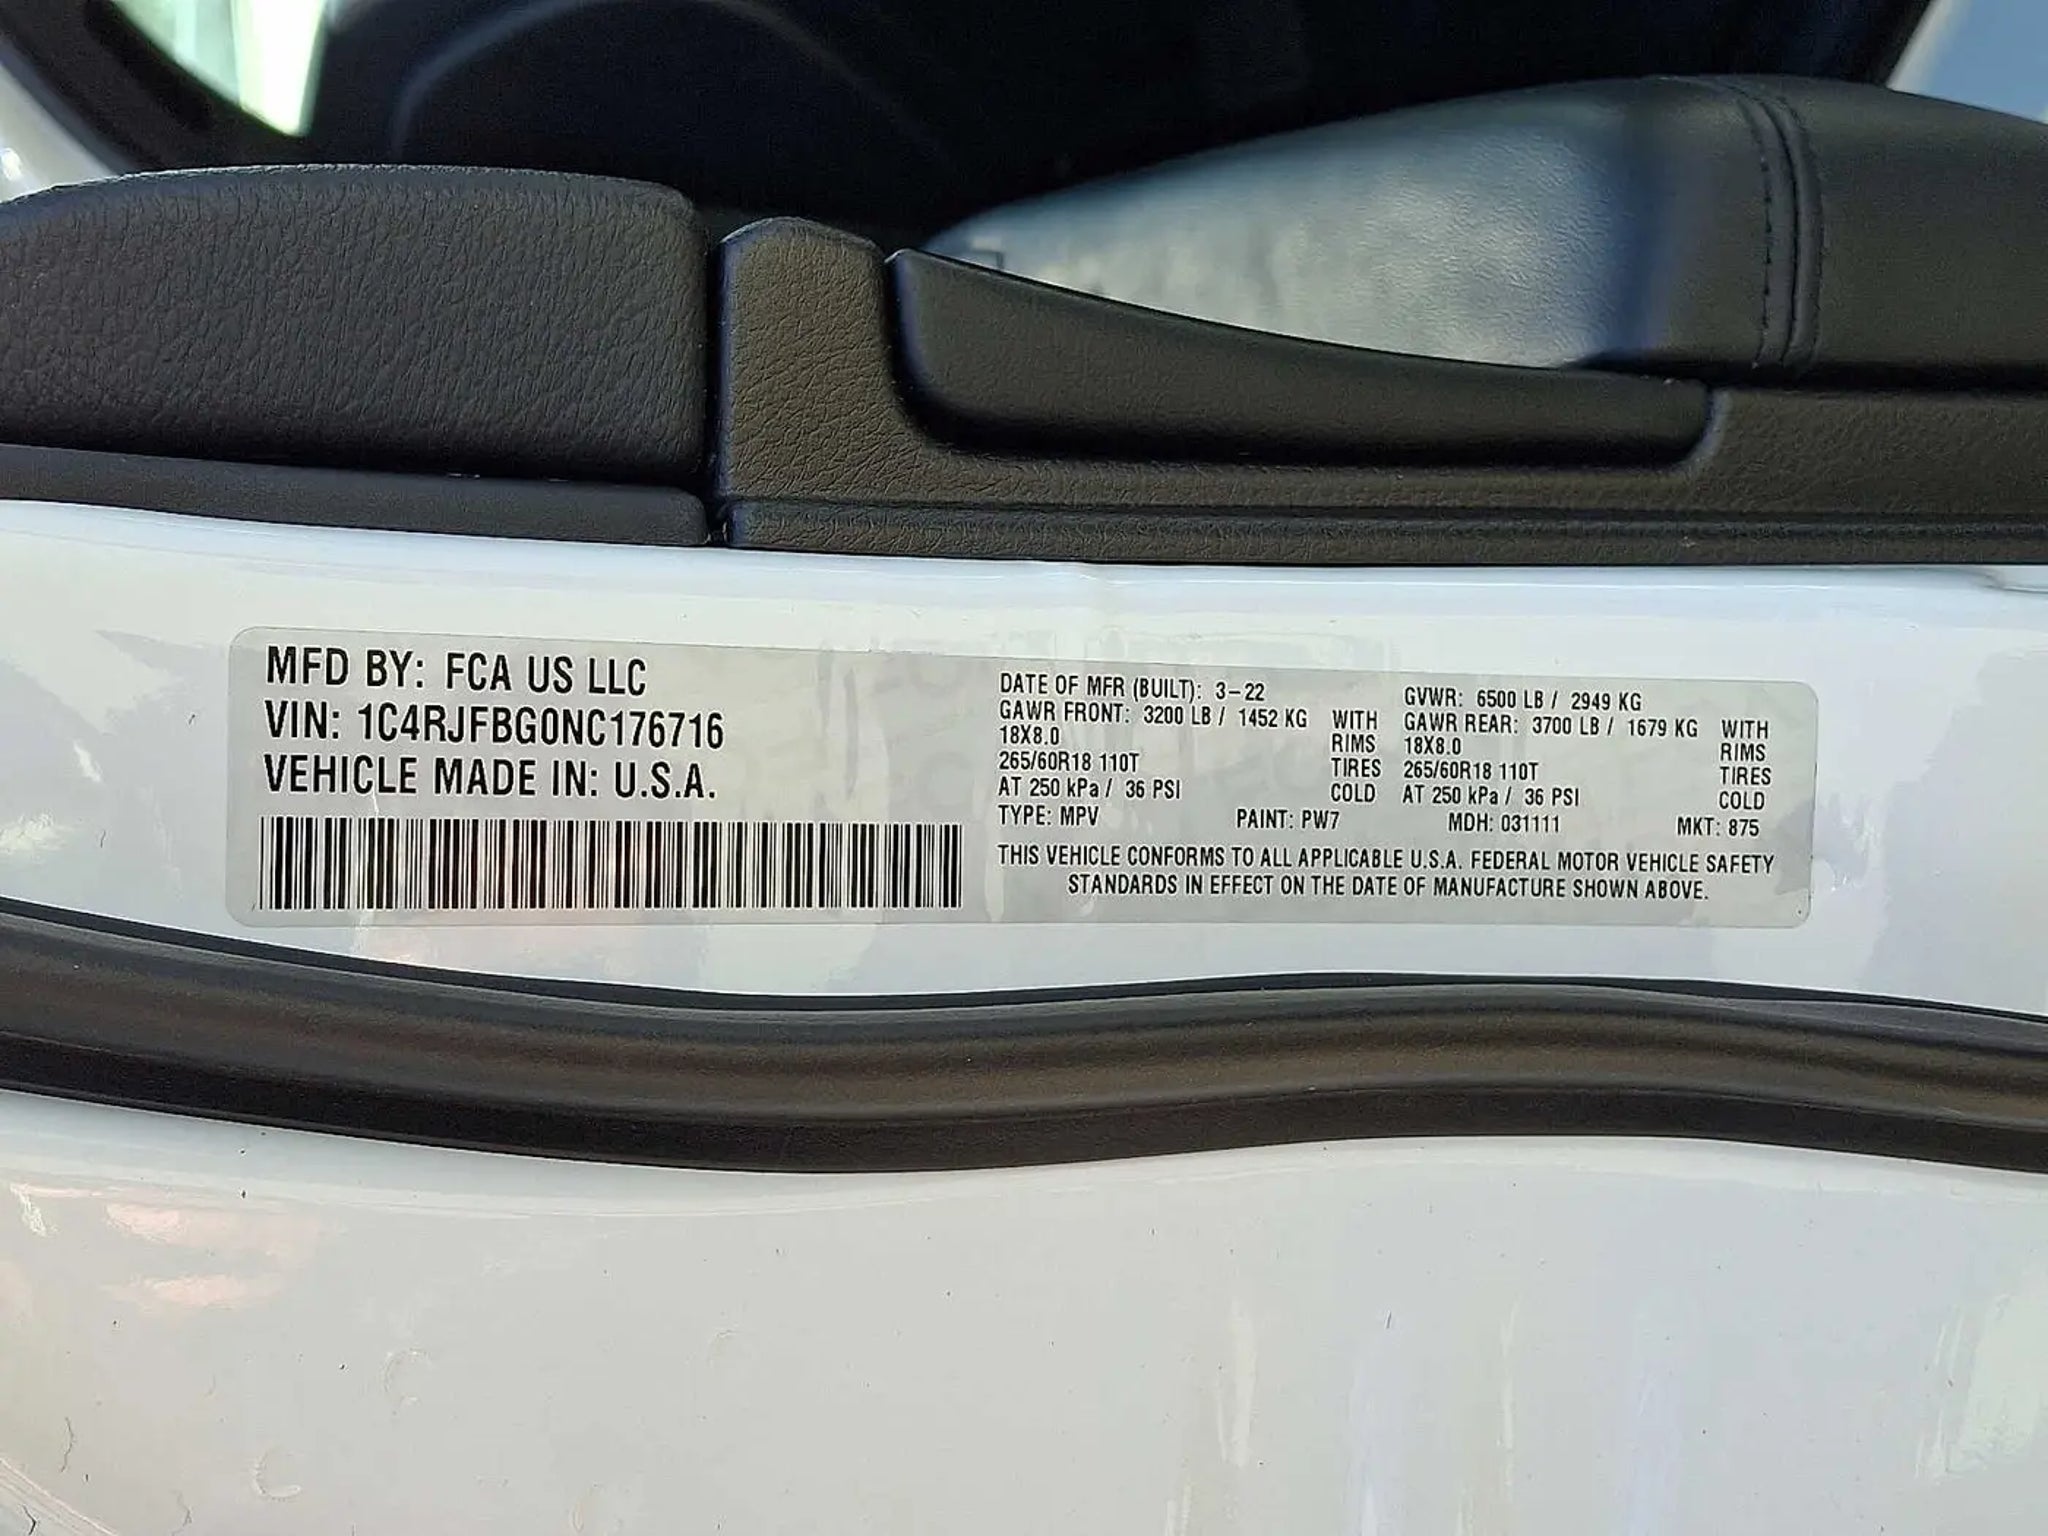 MFD BY: FCA US LLC
VIN: 1C4RJFBG0NC176716
VEHICLE MADE IN: U.S.A.
DATE OF MFR (BUILT): 3-22
GAWR FRONT: 3200 LB / 1452 KG WITH
18X8.0 RIMS
265/60R18 110T TIRES
AT 250 kPa / 36 PSI COLD
GVWR: 6500 LB / 2949 KG
GAWR REAR: 3700 LB / 1679 KG WITH
18X8.0 RIMS
265/60R18 110T TIRES
AT 250 kPa / 36 PSI COLD
TYPE: MPV PAINT: PW7 MDH: 031111 MKT: 875
THIS VEHICLE CONFORMS TO ALL APPLICABLE U.S.A. FEDERAL MOTOR VEHICLE SAFETY
STANDARDS IN EFFECT ON THE DATE OF MANUFACTURE SHOWN ABOVE.